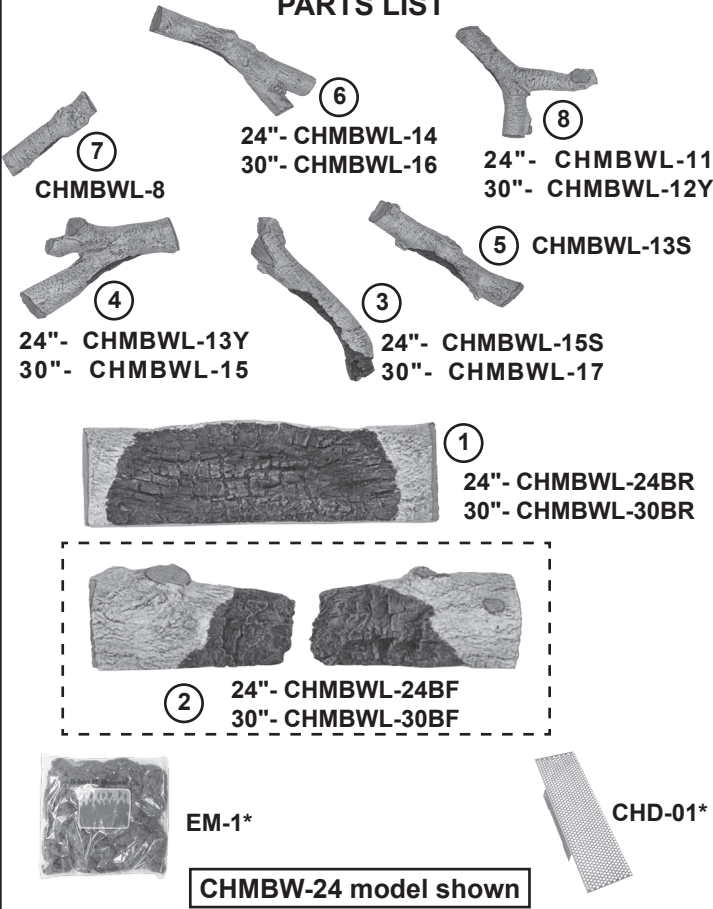 PARTS LIST
6
24"- CHMBWL-14
30"- CHMBWL-16
8
24"- CHMBWL-11
30"- CHMBWL-12Y
7
CHMBWL-8
5 CHMBWL-13S
4
24"- CHMBWL-13Y
30"- CHMBWL-15
3
24"- CHMBWL-15S
30"- CHMBWL-17
1
24"- CHMBWL-24BR
30"- CHMBWL-30BR
2
24"- CHMBWL-24BF
30"- CHMBWL-30BF
EM-1*
CHD-01*
CHMBW-24 model shown